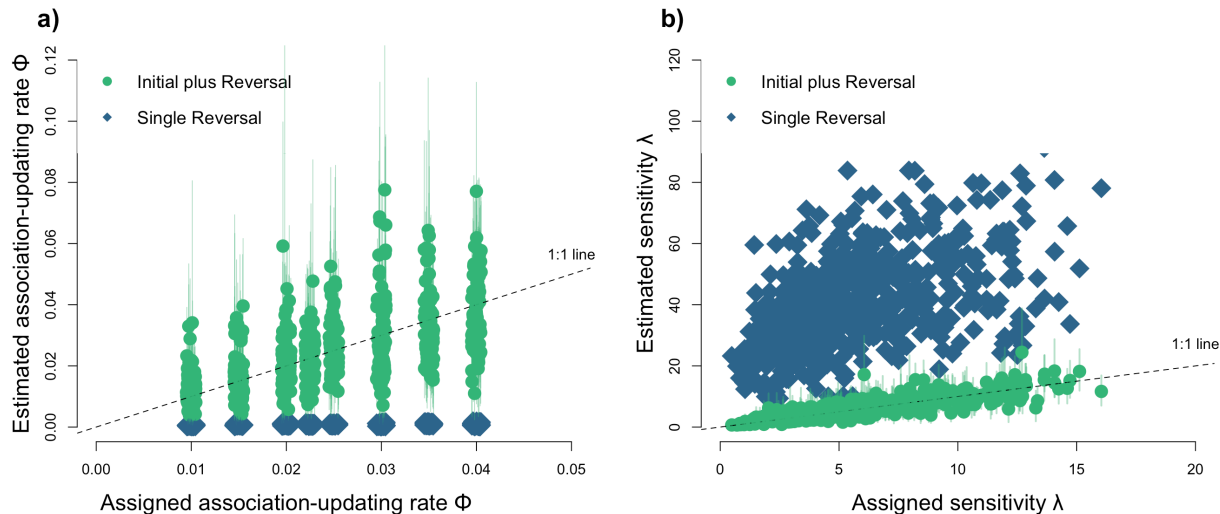 a)
Estimated association-updating rate Φ
0.00
0.02
0.04
0.06
0.08
0.10
0.12
Initial plus Reversal
Single Reversal
1:1 line
0.00
0.01
0.02
0.03
0.04
0.05
Assigned association-updating rate Φ
b)
Estimated sensitivity λ
0
20
40
60
80
100
120
Initial plus Reversal
Single Reversal
1:1 line
0
5
10
15
20
Assigned sensitivity λ